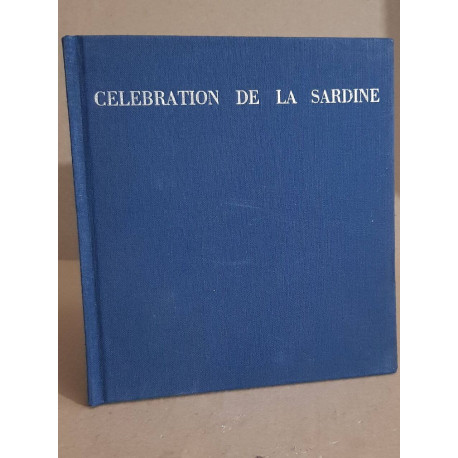 CELEBRATION DE LA SARDINE